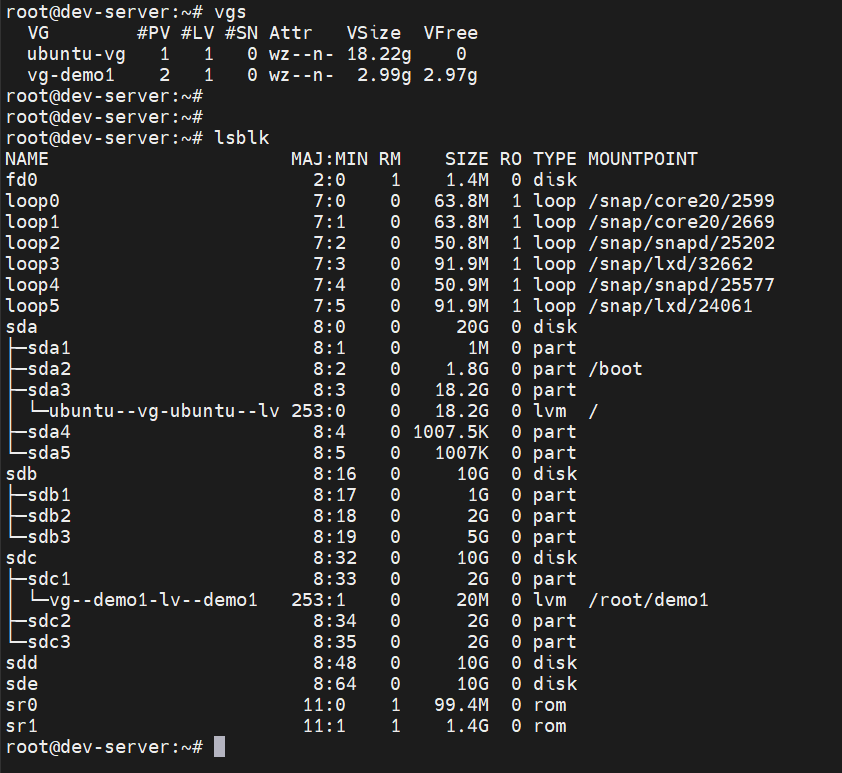 root@dev-server:~# vgs
  VG        #PV #LV #SN Attr   VSize  VFree
  ubuntu-vg   1   1   0 wz--n- 18.22g    0
  vg-demo1    2   1   0 wz--n-  2.99g 2.97g
root@dev-server:~#
root@dev-server:~#
root@dev-server:~# lsblk
NAME                      MAJ:MIN RM    SIZE RO TYPE MOUNTPOINT
fd0                         2:0    1    1.4M  0 disk
loop0                       7:0    0   63.8M  1 loop /snap/core20/2599
loop1                       7:1    0   63.8M  1 loop /snap/core20/2669
loop2                       7:2    0   50.8M  1 loop /snap/snapd/25202
loop3                       7:3    0   91.9M  1 loop /snap/lxd/32662
loop4                       7:4    0   50.9M  1 loop /snap/snapd/25577
loop5                       7:5    0   91.9M  1 loop /snap/lxd/24061
sda                         8:0    0     20G  0 disk
├─sda1                      8:1    0      1M  0 part
├─sda2                      8:2    0    1.8G  0 part /boot
├─sda3                      8:3    0   18.2G  0 part
│ └─ubuntu--vg-ubuntu--lv 253:0    0   18.2G  0 lvm  /
├─sda4                      8:4    0 1007.5K  0 part
└─sda5                      8:5    0   1007K  0 part
sdb                         8:16   0     10G  0 disk
├─sdb1                      8:17   0      1G  0 part
├─sdb2                      8:18   0      2G  0 part
└─sdb3                      8:19   0      5G  0 part
sdc                         8:32   0     10G  0 disk
├─sdc1                      8:33   0      2G  0 part
│ └─vg--demo1-lv--demo1   253:1    0     20M  0 lvm  /root/demo1
├─sdc2                      8:34   0      2G  0 part
└─sdc3                      8:35   0      2G  0 part
sdd                         8:48   0     10G  0 disk
sde                         8:64   0     10G  0 disk
sr0                        11:0    1   99.4M  0 rom
sr1                        11:1    1    1.4G  0 rom
root@dev-server:~#